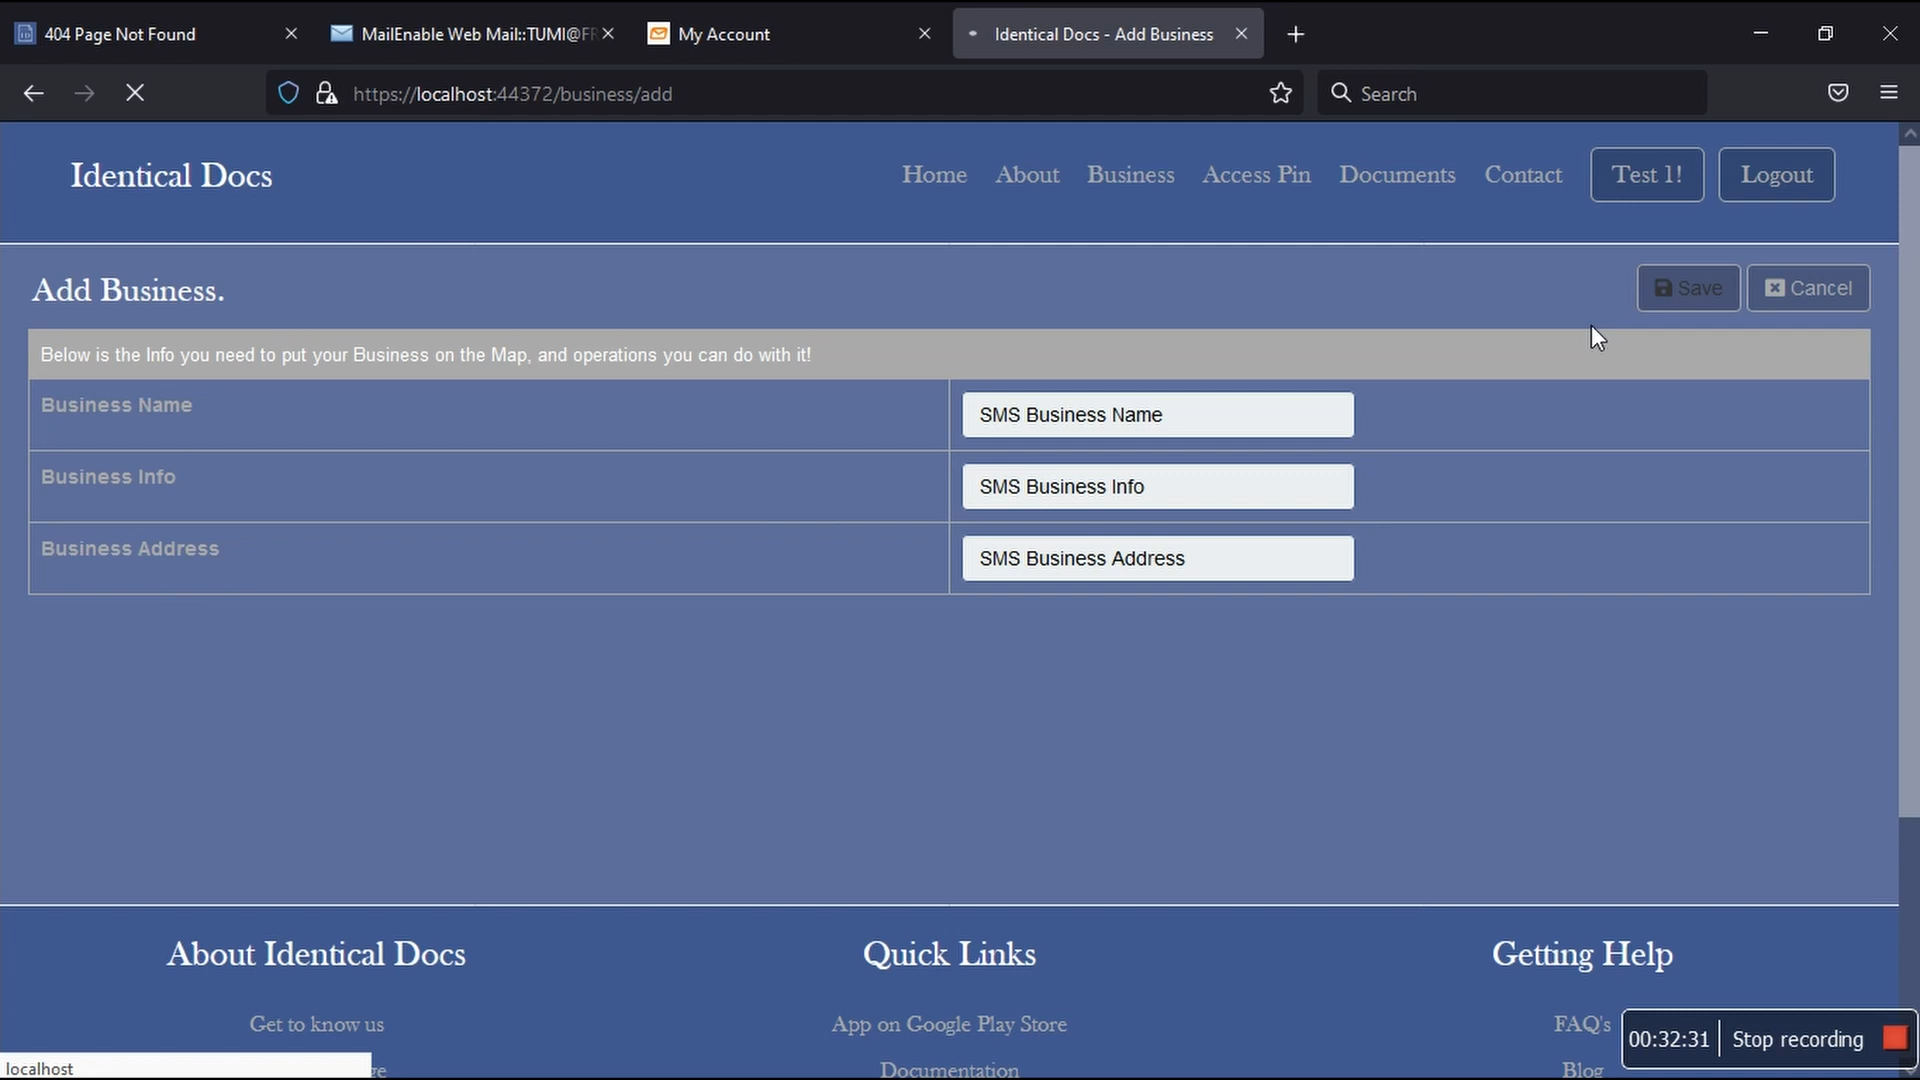 404 Page Not Found
MailEnable Web Mail::TUMI@FR
My Account
Identical Docs - Add Business
https://localhost:44372/business/add
Search
Identical Docs
Home
About
Business
Access Pin
Documents
Contact
Test 1!
Logout
Add Business.
Save
Cancel
Below is the Info you need to put your Business on the Map, and operations you can do with it!
Business Name
SMS Business Name
Business Info
SMS Business Info
Business Address
SMS Business Address
About Identical Docs
Quick Links
Getting Help
Get to know us
App on Google Play Store
FAQ's
00:32:31
Stop recording
localhost
ge
Documentation
Blog